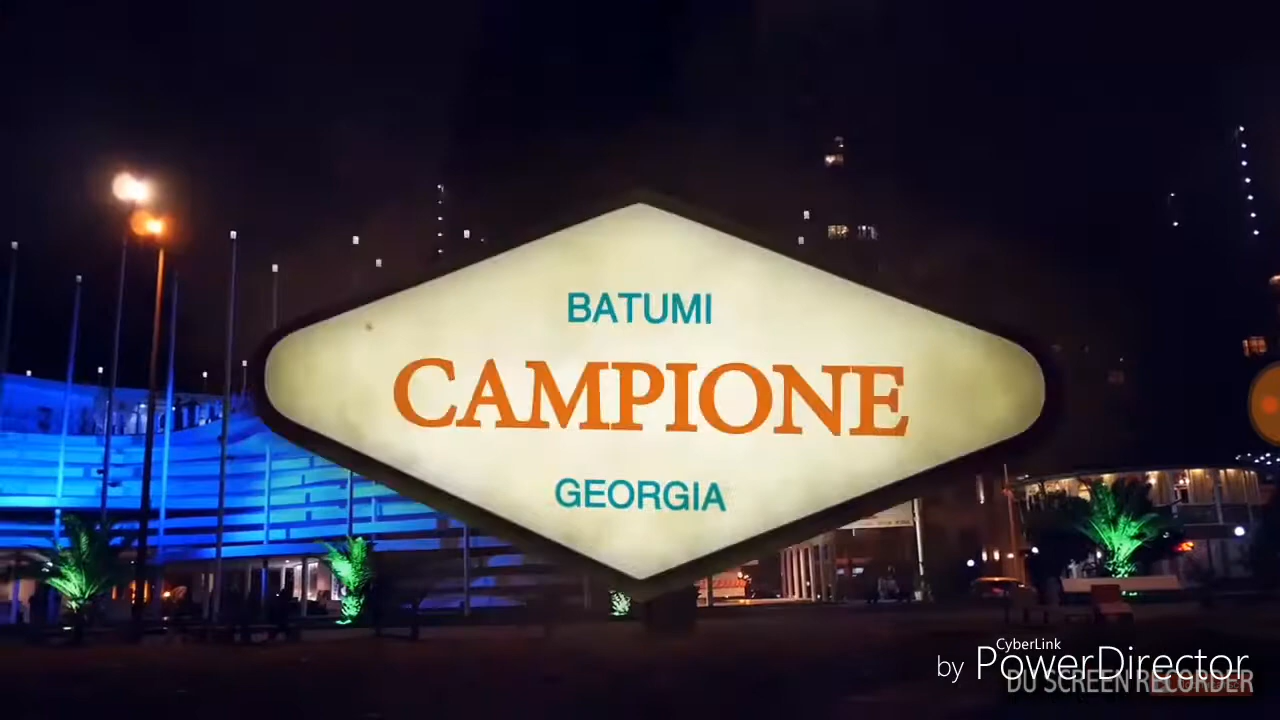 BATUMI
CAMPIONE
GEORGIA
CyberLink
by PowerDirector
DU SCREEN RECORDER